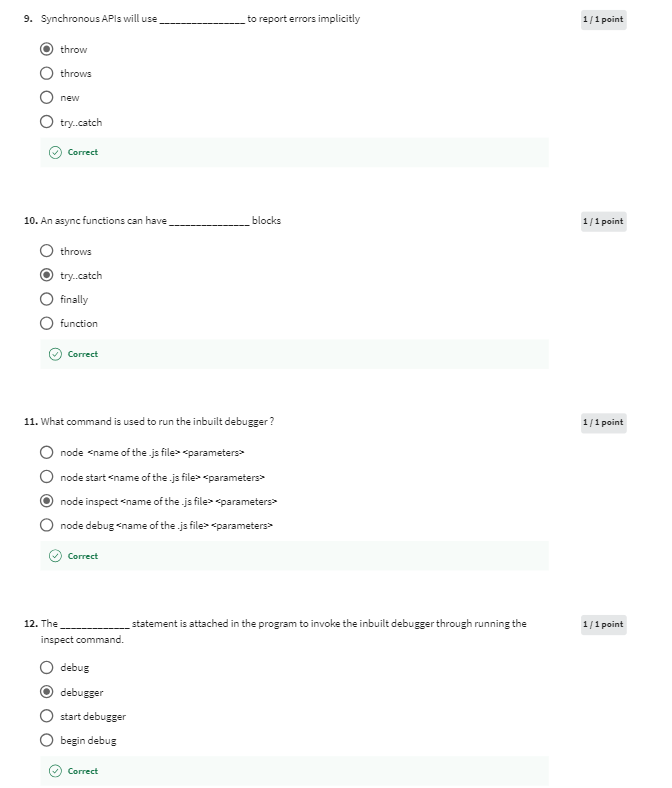 9. Synchronous APIs will use ________________ to report errors implicitly
1 / 1 point
throw
throws
new
try..catch
Correct
10. An async functions can have _______________ blocks
1 / 1 point
throws
try..catch
finally
function
Correct
11. What command is used to run the inbuilt debugger ?
1 / 1 point
node <name of the .js file> <parameters>
node start <name of the .js file> <parameters>
node inspect <name of the .js file> <parameters>
node debug <name of the .js file> <parameters>
Correct
12. The _____________ statement is attached in the program to invoke the inbuilt debugger through running the
1 / 1 point
inspect command.
debug
debugger
start debugger
begin debug
Correct